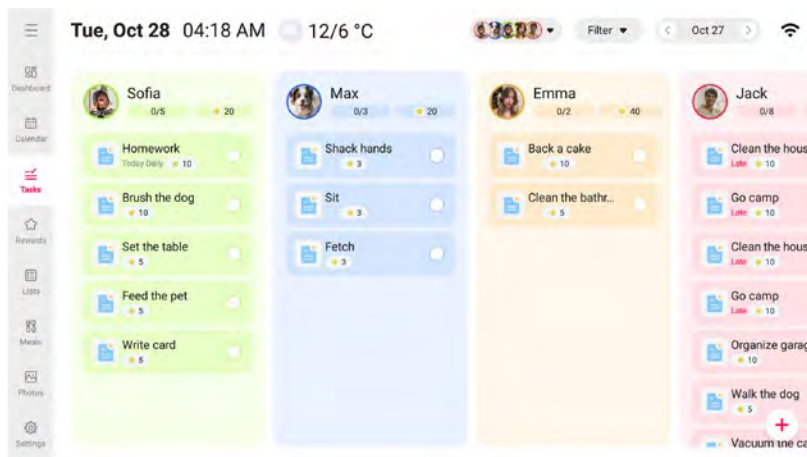 Tue, Oct 28 04:18 AM 12/6 °C
Filter
Oct 27
Dashboard
Calendar
Tasks
Rewards
Lists
Meals
Photos
Settings
Sofia
0/5 20
Homework
Today Daily 10
Brush the dog
10
Set the table
5
Feed the pet
5
Write card
5
Max
0/3 20
Shack hands
3
Sit
3
Fetch
3
Emma
0/2 40
Back a cake
10
Clean the bathr...
5
Jack
0/8
Clean the hous
Late 10
Go camp
Late 10
Clean the hous
Late 10
Go camp
Late 10
Organize garag
10
Walk the dog
5
+
Vacuum the ca